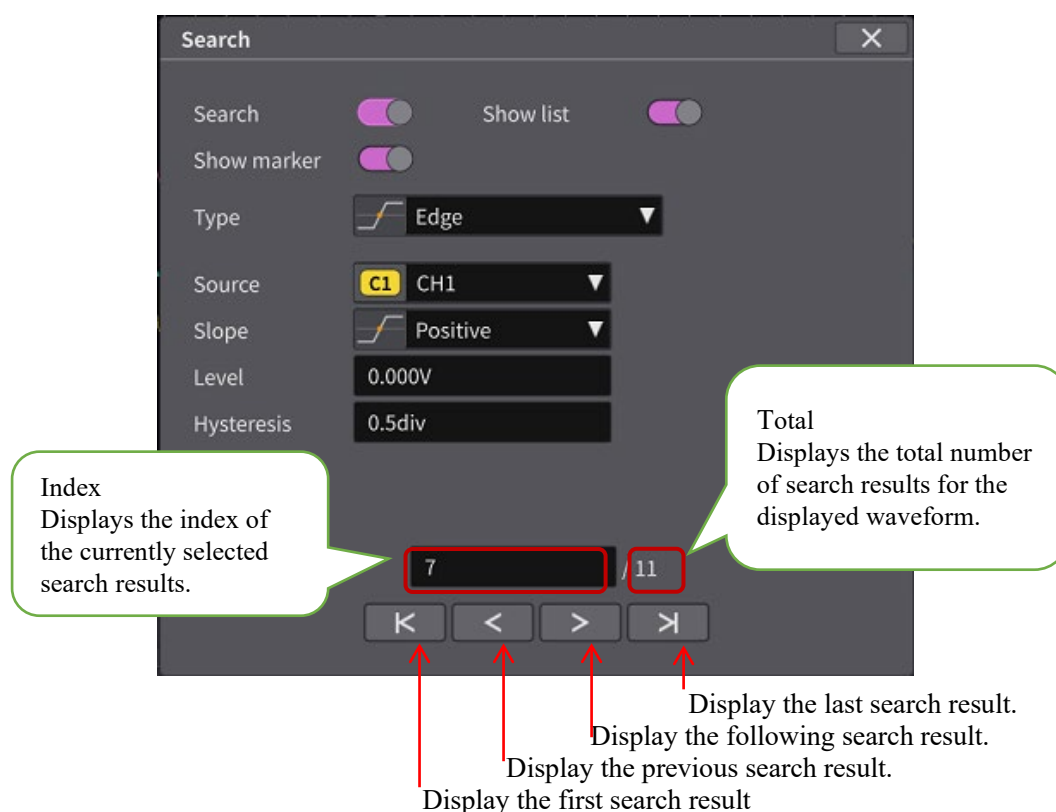 Search
Search
Show list
Show marker
Type
Edge
Source
C1 CH1
Slope
Positive
Level
0.000V
Hysteresis
0.5div
Total
Displays the total number
of search results for the
displayed waveform.
Index
Displays the index of
the currently selected
search results.
7 / 11
Display the last search result.
Display the following search result.
Display the previous search result.
Display the first search result